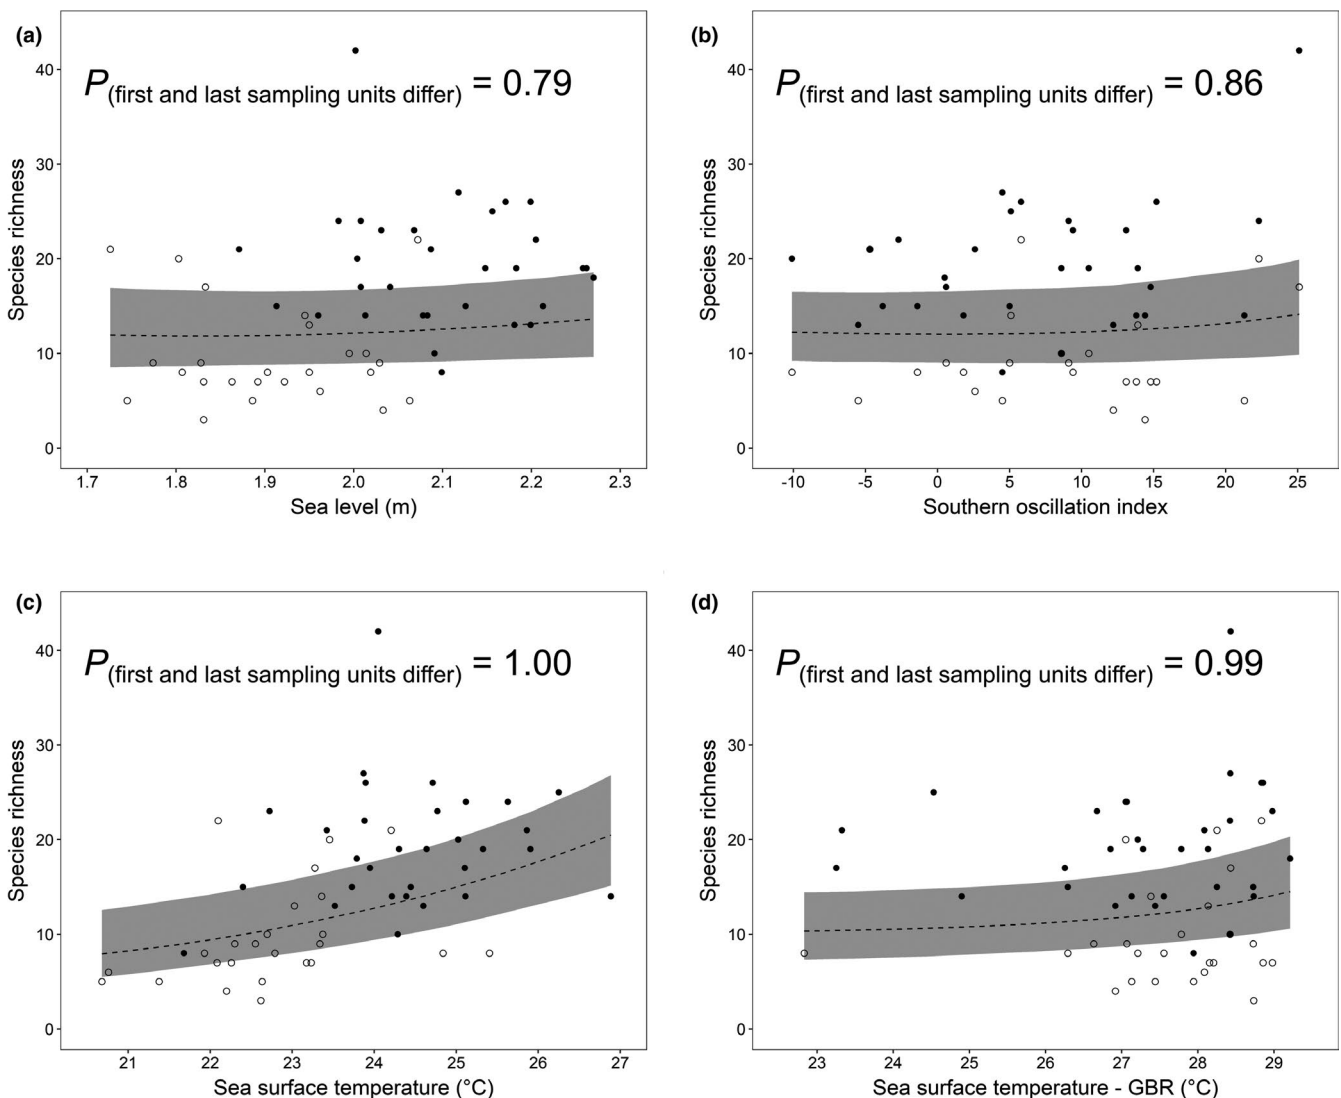 (a)
P(first and last sampling units differ) = 0.79
Species richness
40
30
20
10
0
1.7 1.8 1.9 2.0 2.1 2.2 2.3
Sea level (m)
(b)
P(first and last sampling units differ) = 0.86
Species richness
40
30
20
10
0
-10 -5 0 5 10 15 20 25
Southern oscillation index
(c)
P(first and last sampling units differ) = 1.00
Species richness
40
30
20
10
0
21 22 23 24 25 26 27
Sea surface temperature (°C)
(d)
P(first and last sampling units differ) = 0.99
Species richness
40
30
20
10
0
23 24 25 26 27 28 29
Sea surface temperature - GBR (°C)